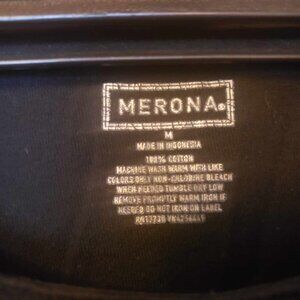 MERONA®
M
MADE IN INDONESIA
100% COTTON
MACHINE WASH WARM WITH LIKE
COLORS ONLY NON-CHLORINE BLEACH
WHEN NEEDED TUMBLE DRY LOW
REMOVE PROMPTLY WARM IRON IF
NEEDED DO NOT IRON ON LABEL